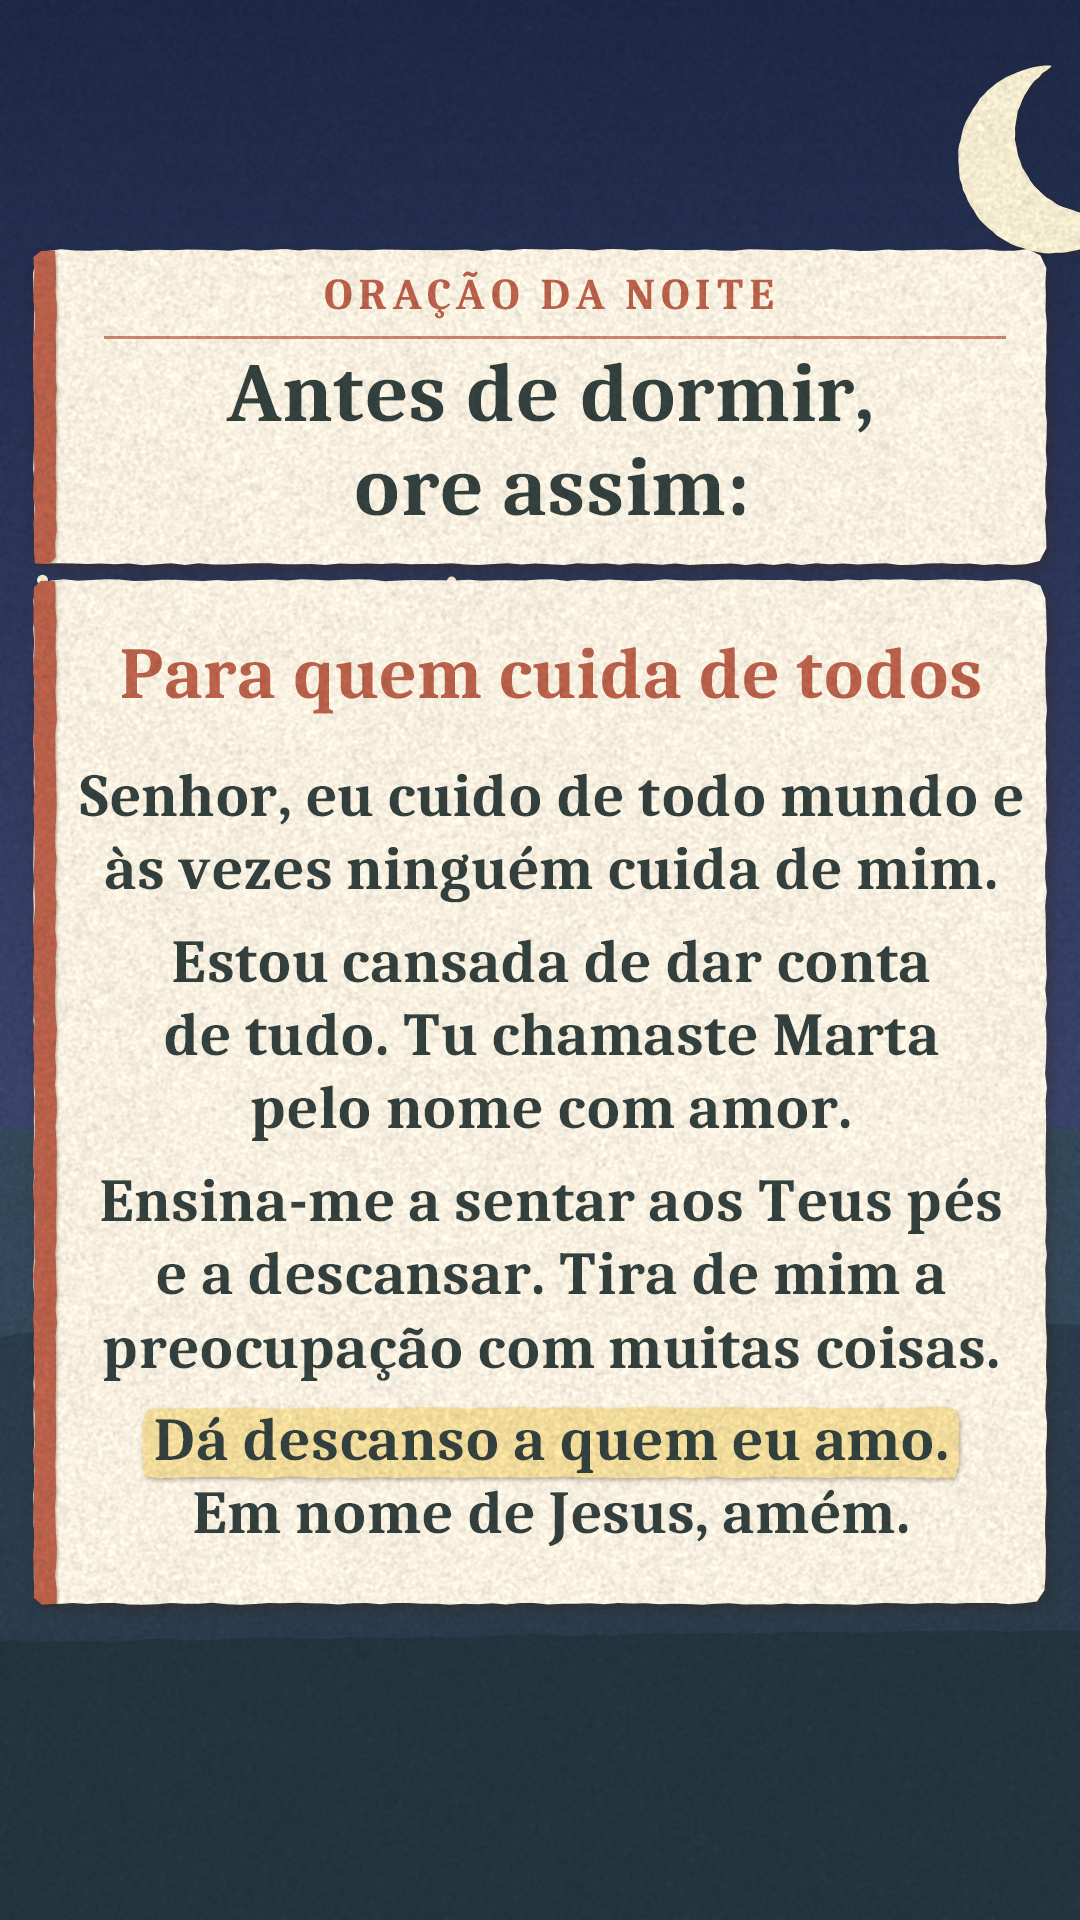 ORAÇÃO DA NOITE
Antes de dormir,
ore assim:
Para quem cuida de todos
Senhor, eu cuido de todo mundo e
às vezes ninguém cuida de mim.
Estou cansada de dar conta
de tudo. Tu chamaste Marta
pelo nome com amor.
Ensina-me a sentar aos Teus pés
e a descansar. Tira de mim a
preocupação com muitas coisas.
Dá descanso a quem eu amo.
Em nome de Jesus, amém.